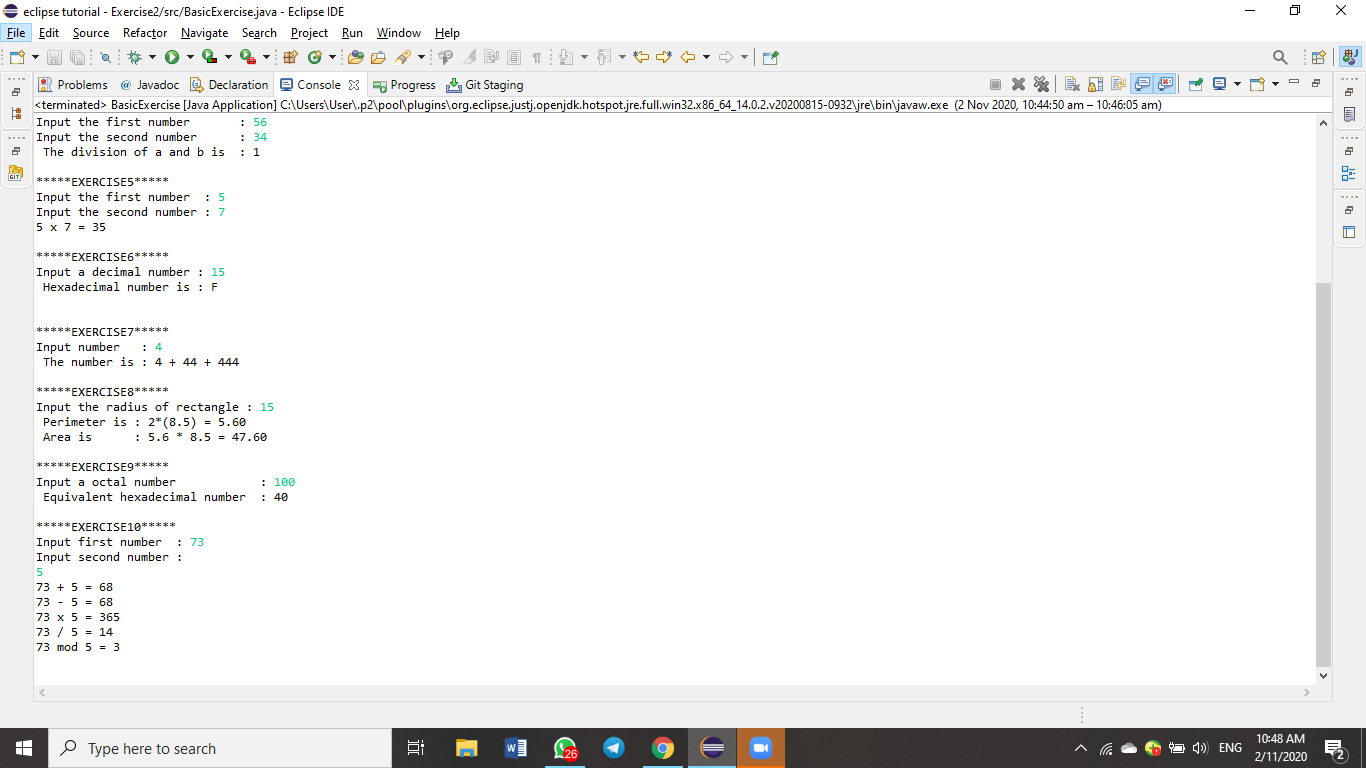 eclipse tutorial - Exercise2/src/BasicExercise.java - Eclipse IDE
File Edit Source Refactor Navigate Search Project Run Window Help
Problems @ Javadoc Declaration Console Progress Git Staging
<terminated> BasicExercise [Java Application] C:\Users\User\.p2\pool\plugins\org.eclipse.justj.openjdk.hotspot.jre.full.win32.x86_64_14.0.2.v20200815-0932\jre\bin\javaw.exe (2 Nov 2020, 10:44:50 am – 10:46:05 am)
Input the first number : 56
Input the second number : 34
The division of a and b is : 1
*****EXERCISE5*****
Input the first number : 5
Input the second number : 7
5 x 7 = 35
*****EXERCISE6*****
Input a decimal number : 15
Hexadecimal number is : F
*****EXERCISE7*****
Input number : 4
The number is : 4 + 44 + 444
*****EXERCISE8*****
Input the radius of rectangle : 15
Perimeter is : 2*(8.5) = 5.60
Area is : 5.6 * 8.5 = 47.60
*****EXERCISE9*****
Input a octal number : 100
Equivalent hexadecimal number : 40
*****EXERCISE10*****
Input first number : 73
Input second number :
5
73 + 5 = 68
73 - 5 = 68
73 x 5 = 365
73 / 5 = 14
73 mod 5 = 3
GIT
Type here to search
26
ENG
10:48 AM
2/11/2020
2